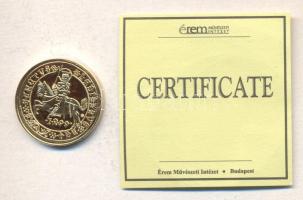 érem
CERTIFICATE
Érem Művészeti Intézet • Budapest